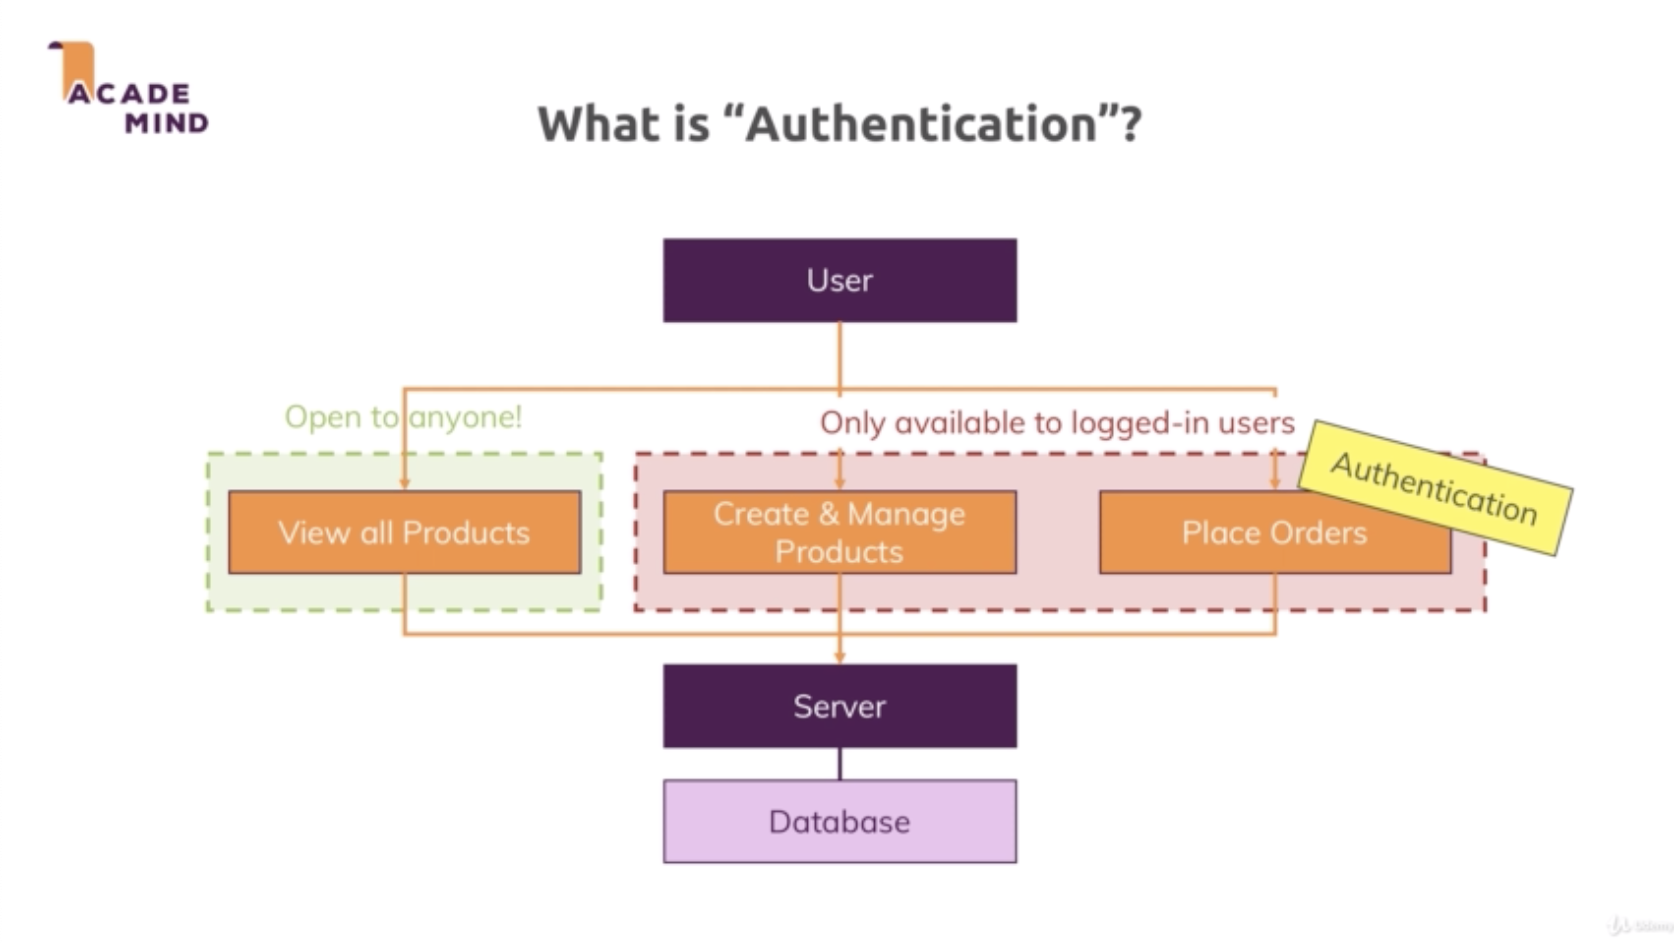 ACADE
MIND
What is “Authentication”?
User
Open to anyone!
Only available to logged-in users
Authentication
View all Products
Create & Manage
Products
Place Orders
Server
Database
Udemy